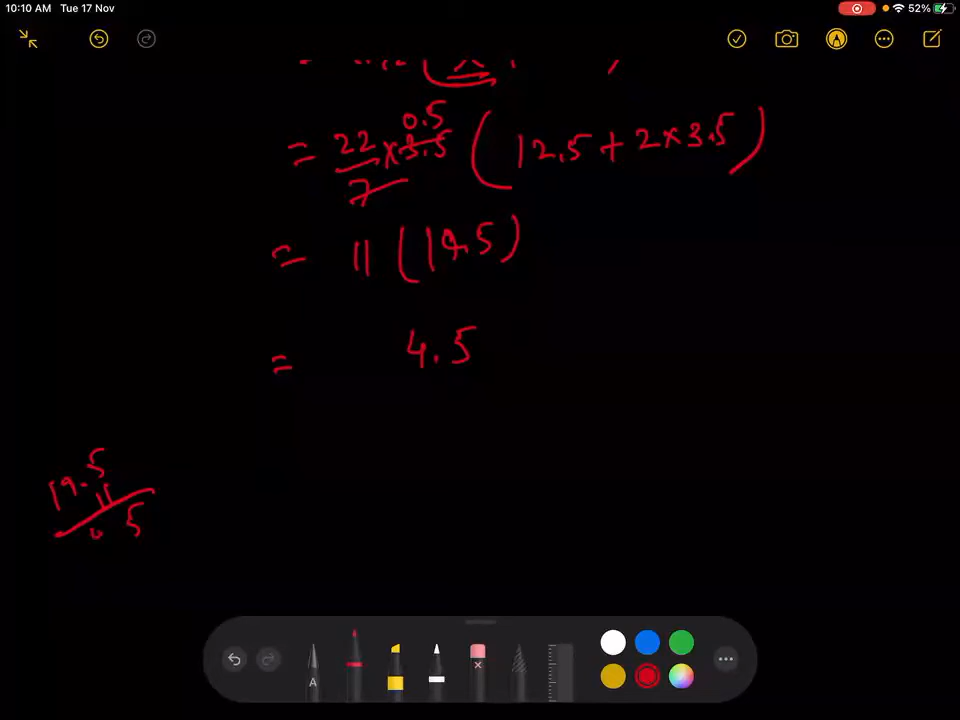 10:10 AM Tue 17 Nov
52%
0.5
= 22/7 × 3.5 ( 12.5 + 2 × 3.5 )
= 11 ( 19.5 )
= 4.5
19.5
11
5
A